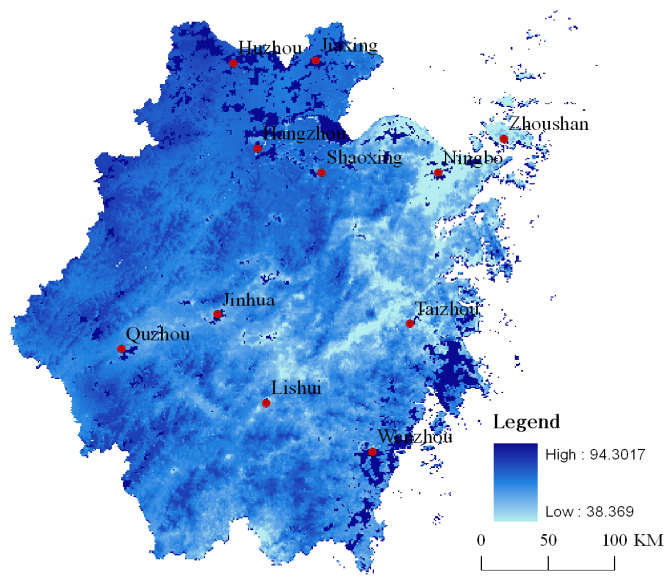 Huzhou
Jiaxing
Zhoushan
Hangzhou
Shaoxing
Ningbo
Jinhua
Taizhou
Quzhou
Lishui
Wenzhou
Legend
High : 94.3017
Low : 38.369
0 50 100 KM